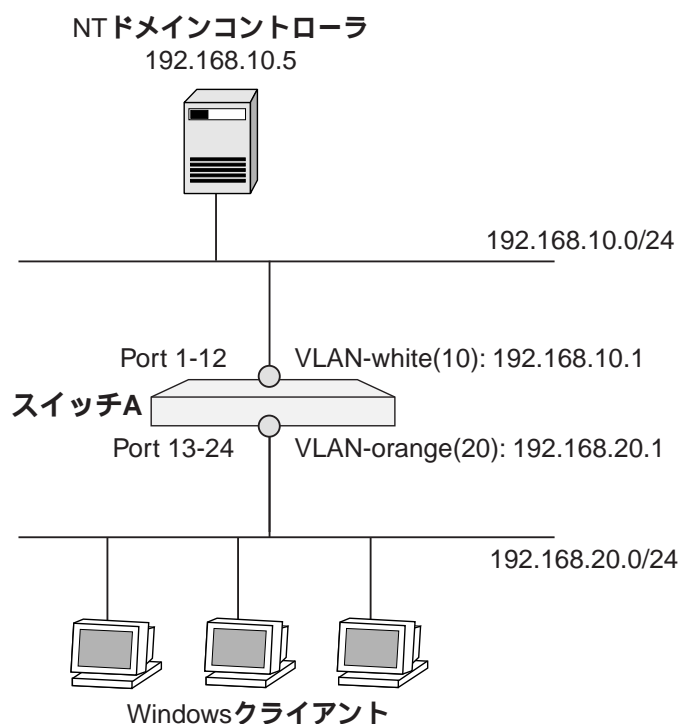 NTドメインコントローラ
192.168.10.5
192.168.10.0/24
Port 1-12
VLAN-white(10): 192.168.10.1
スイッチA
Port 13-24
VLAN-orange(20): 192.168.20.1
192.168.20.0/24
Windowsクライアント